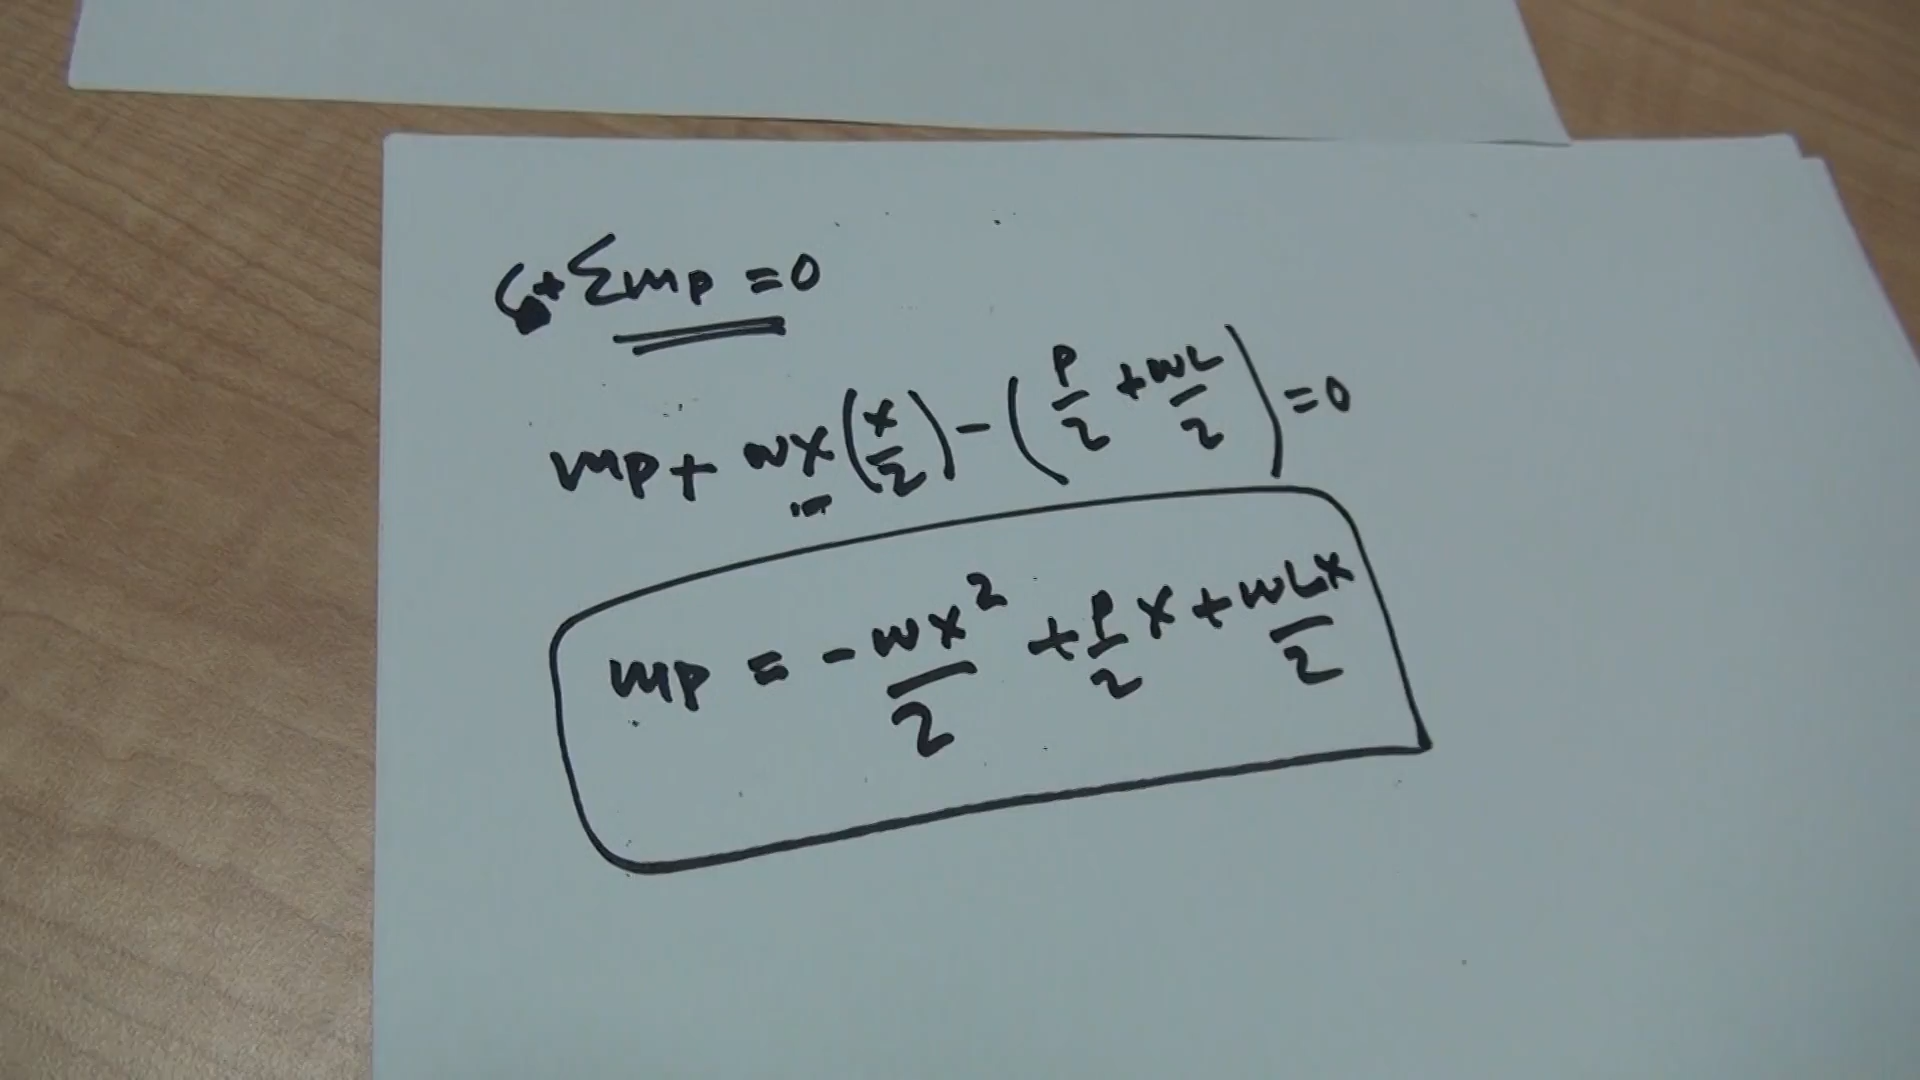 ↺+ Σmp = 0
mp + wx(x/2) - (P/2 + wL/2) = 0
mp = - wx²/2 + P/2 x + wLx/2